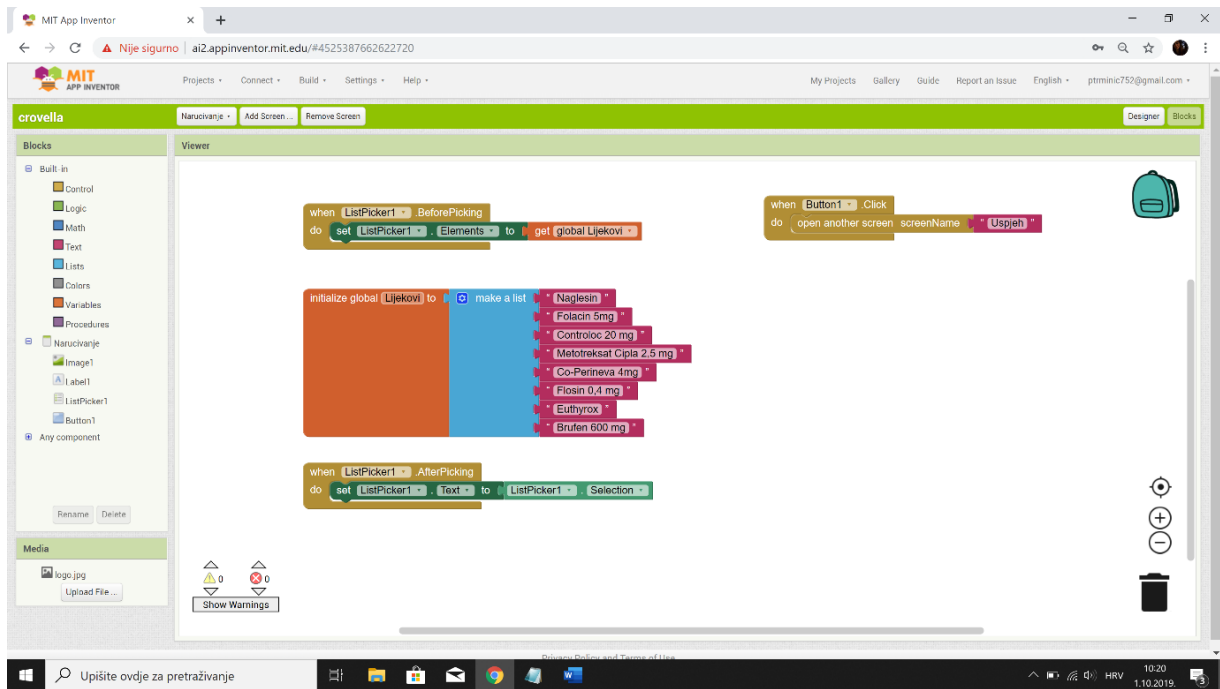 MIT App Inventor
Nije sigurno ai2.appinventor.mit.edu/#4525387662622720
MIT
APP INVENTOR
Projects Connect Build Settings Help
My Projects Gallery Guide Report an Issue English ptrminic752@gmail.com
crovella
Narucivanje Add Screen ... Remove Screen
Designer Blocks
Blocks
Viewer
Built-in
Control
Logic
Math
Text
Lists
Colors
Variables
Procedures
Narucivanje
Image1
Label1
ListPicker1
Button1
Any component
Rename Delete
Media
logo.jpg
Upload File ...
when ListPicker1 .BeforePicking
do set ListPicker1 . Elements to get global Lijekovi
when Button1 .Click
do open another screen screenName " Uspjeh "
initialize global Lijekovi to make a list " Naglesin "
" Folacin 5mg "
" Controloc 20 mg "
" Metotreksat Cipla 2,5 mg "
" Co-Perineva 4mg "
" Flosin 0,4 mg "
" Euthyrox "
" Brufen 600 mg "
when ListPicker1 .AfterPicking
do set ListPicker1 . Text to ListPicker1 . Selection
0 0
Show Warnings
Privacy Policy and Terms of Use
Upišite ovdje za pretraživanje
HRV
10:20
1.10.2019.
3